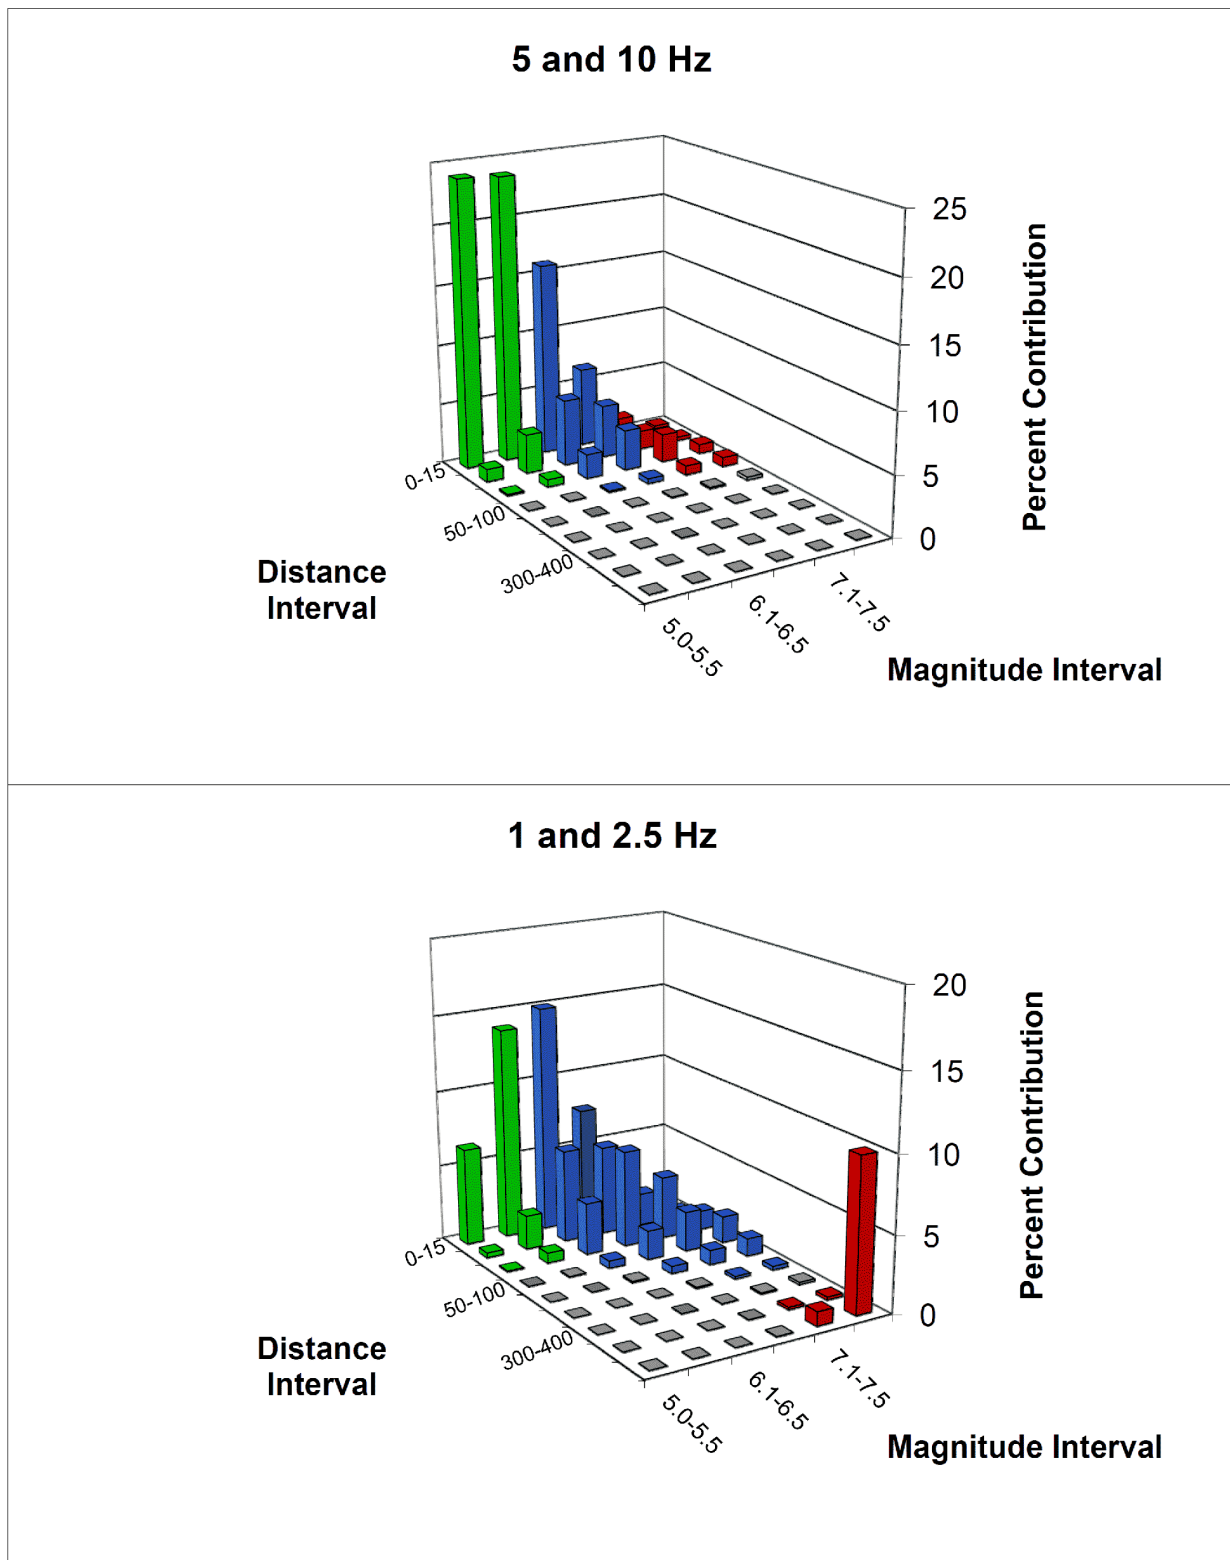 5 and 10 Hz
25
20
15
10
5
0
Percent Contribution
0-15
50-100
300-400
Distance
Interval
5.0-5.5
6.1-6.5
7.1-7.5
Magnitude Interval
1 and 2.5 Hz
20
15
10
5
0
Percent Contribution
0-15
50-100
300-400
Distance
Interval
5.0-5.5
6.1-6.5
7.1-7.5
Magnitude Interval